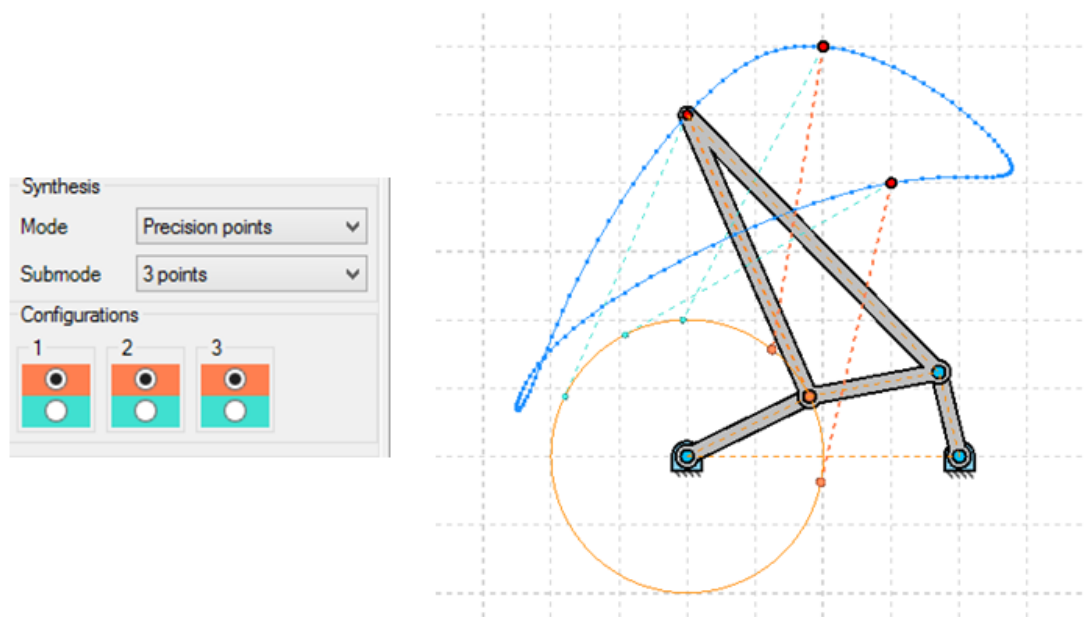 Synthesis
Mode Precision points
Submode 3 points
Configurations
1 2 3